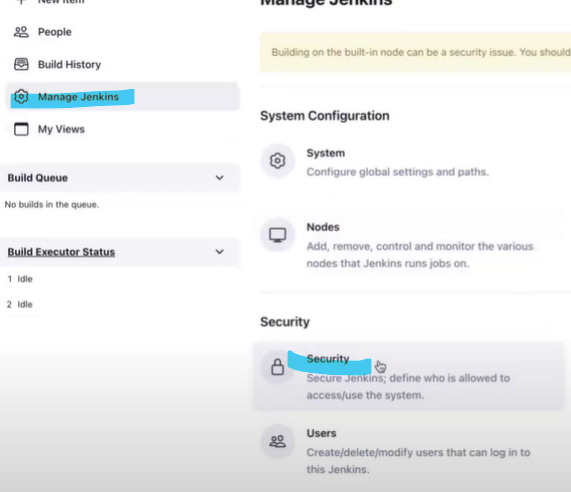 New Item
Manage Jenkins
People
Build History
Manage Jenkins
My Views
Build Queue
No builds in the queue.
Build Executor Status
1 Idle
2 Idle
Building on the built-in node can be a security issue. You should
System Configuration
System
Configure global settings and paths.
Nodes
Add, remove, control and monitor the various
nodes that Jenkins runs jobs on.
Security
Security
Secure Jenkins; define who is allowed to
access/use the system.
Users
Create/delete/modify users that can log in to
this Jenkins.